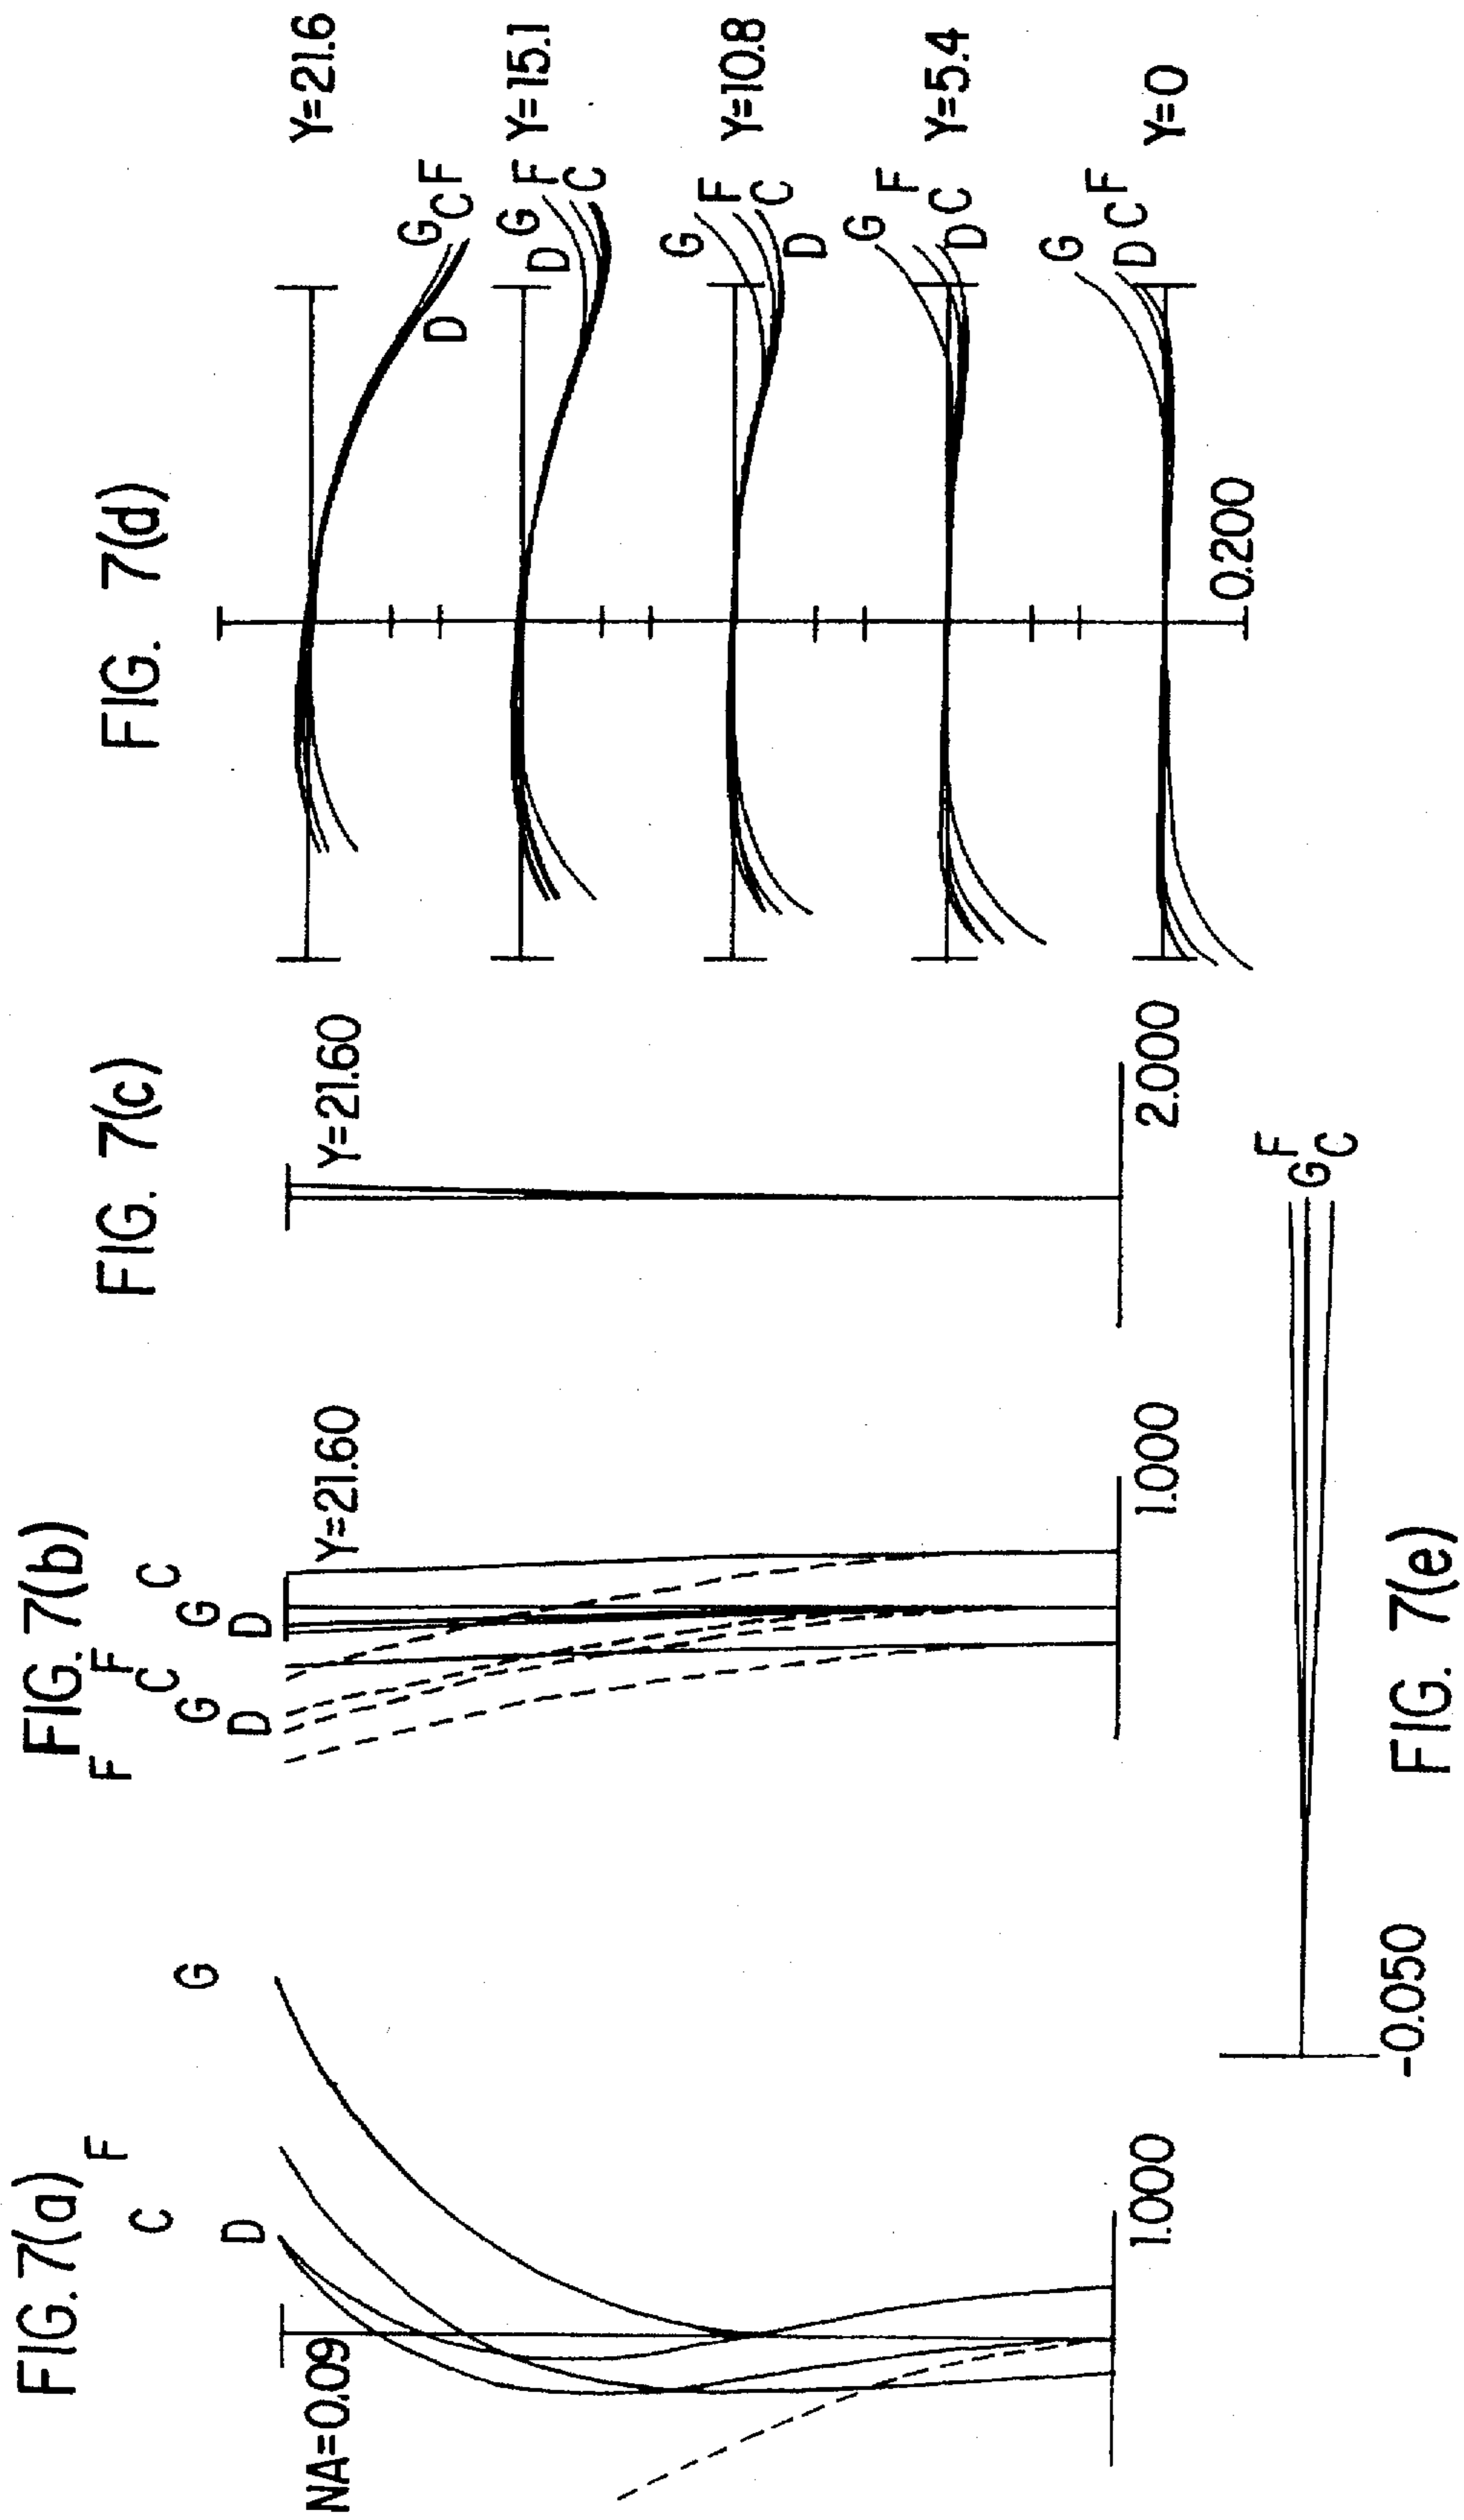 FIG. 7(a)
F
C
D
G
NA=0.09
1.000
FIG. 7(b)
F
C
G
D
F
C
G
D
Y=21.60
1.000
FIG. 7(c)
Y=21.60
2.000
FIG. 7(d)
Y=21.6
G
C
F
D
Y=15.1
G
F
C
D
Y=10.8
G
F
C
D
Y=5.4
G
F
C
D
Y=0
G
F
C
D
0.200
F
G
C
-0.050
FIG. 7(e)